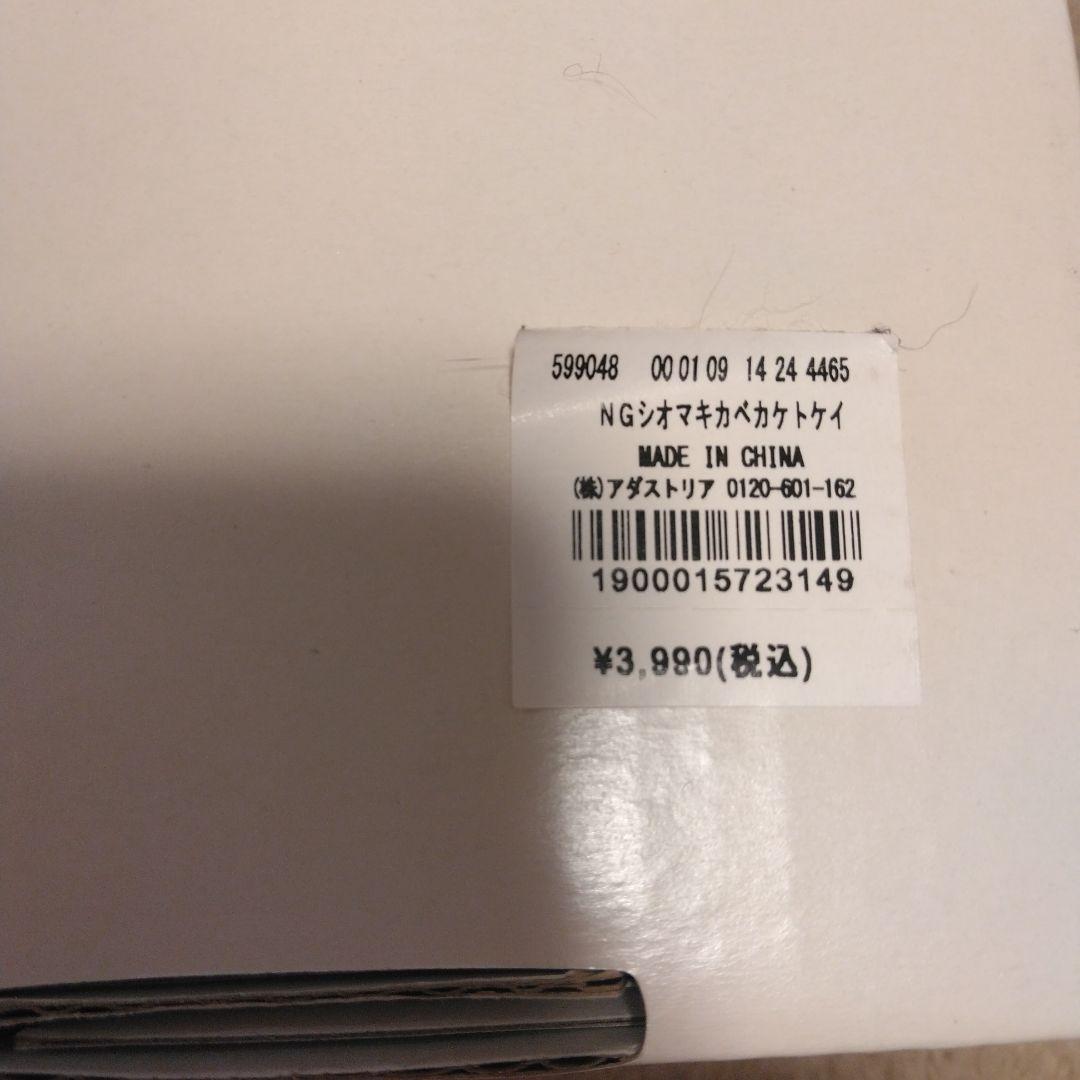 599048 00 01 09 14 24 4465
NGシオマキカベカケトケイ
MADE IN CHINA
(株)アダストリア 0120-601-162
1900015723149
¥3,990(税込)